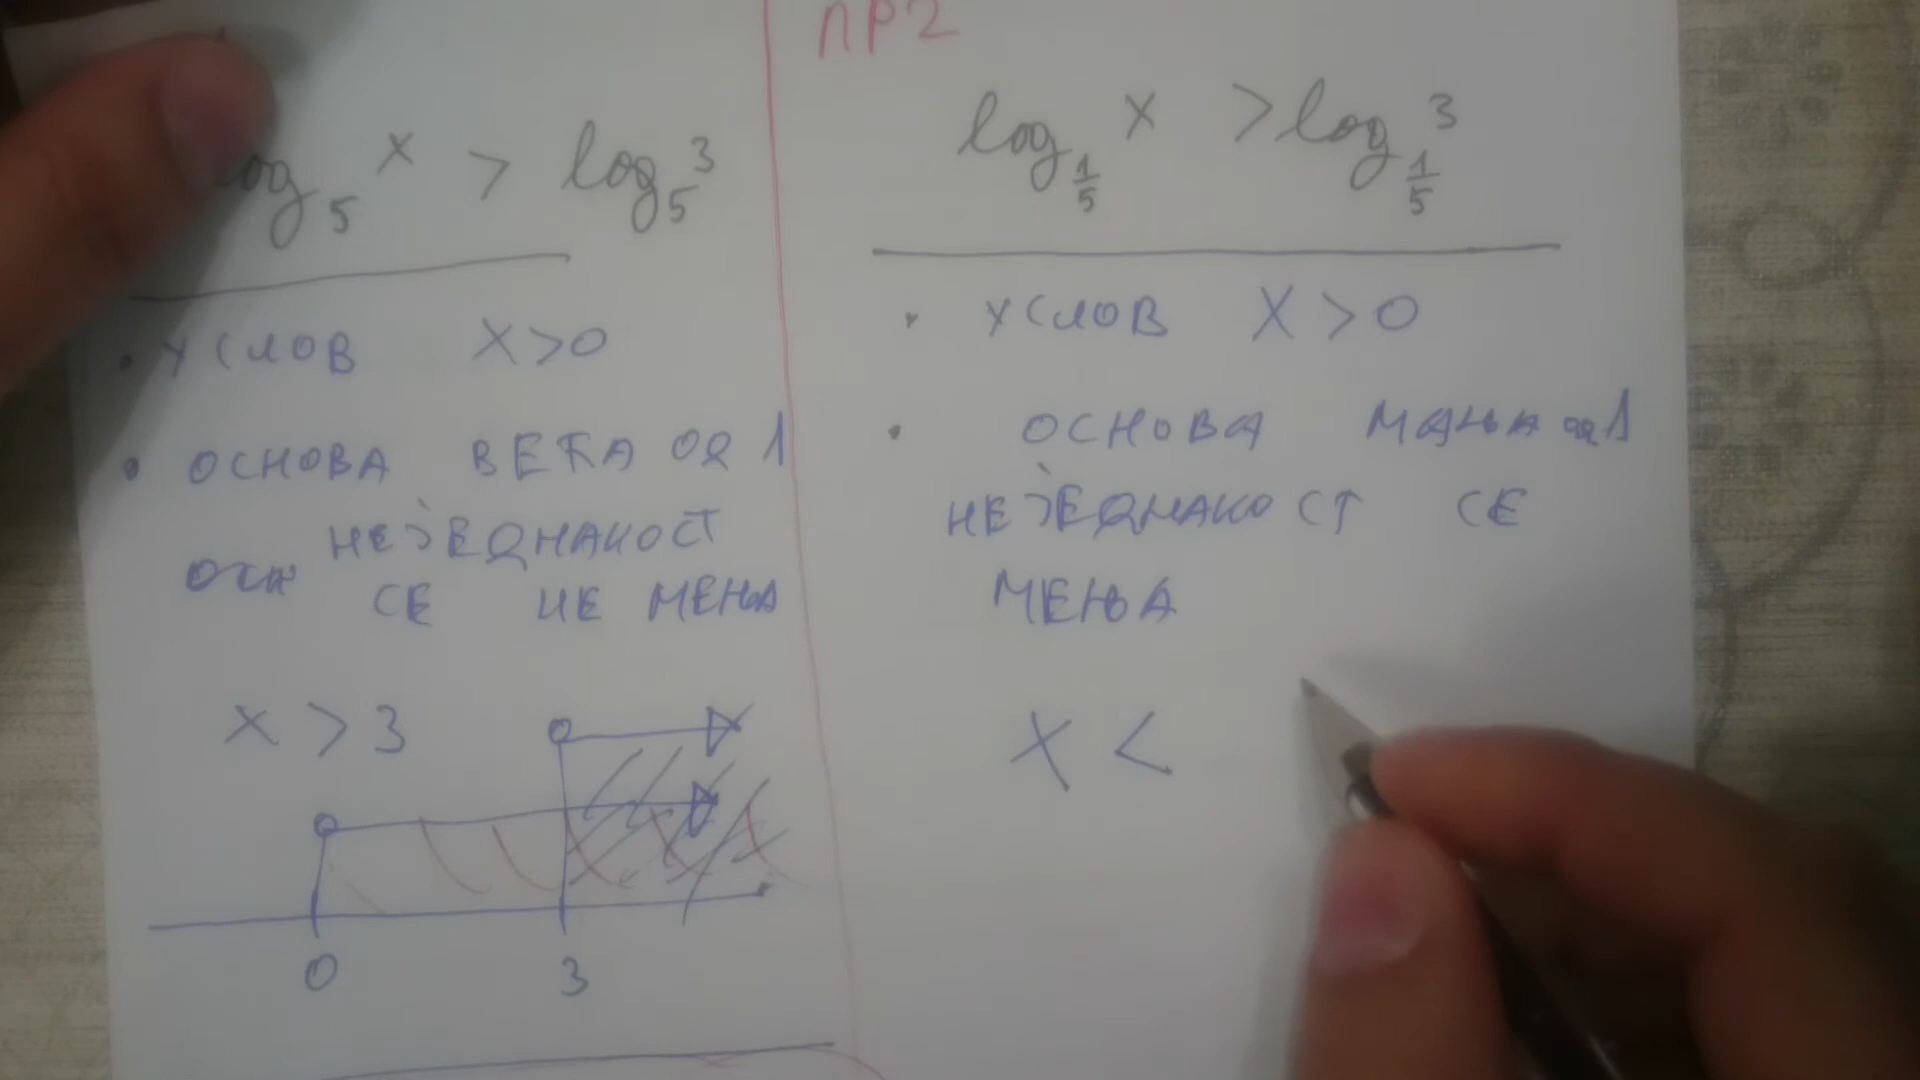 log₅ x > log₅ 3
• УСЛОВ X>0
• ОСНОВА ВЕЋА ОД 1
НЕЈЕДНАКОСТ
ОСН СЕ НЕ МЕЊА
x > 3
0 3
ПР2
log_{1/5} x > log_{1/5} 3
• УСЛОВ X>0
• ОСНОВА МАЊА ОД 1
НЕЈЕДНАКОСТ СЕ
МЕЊА
X <